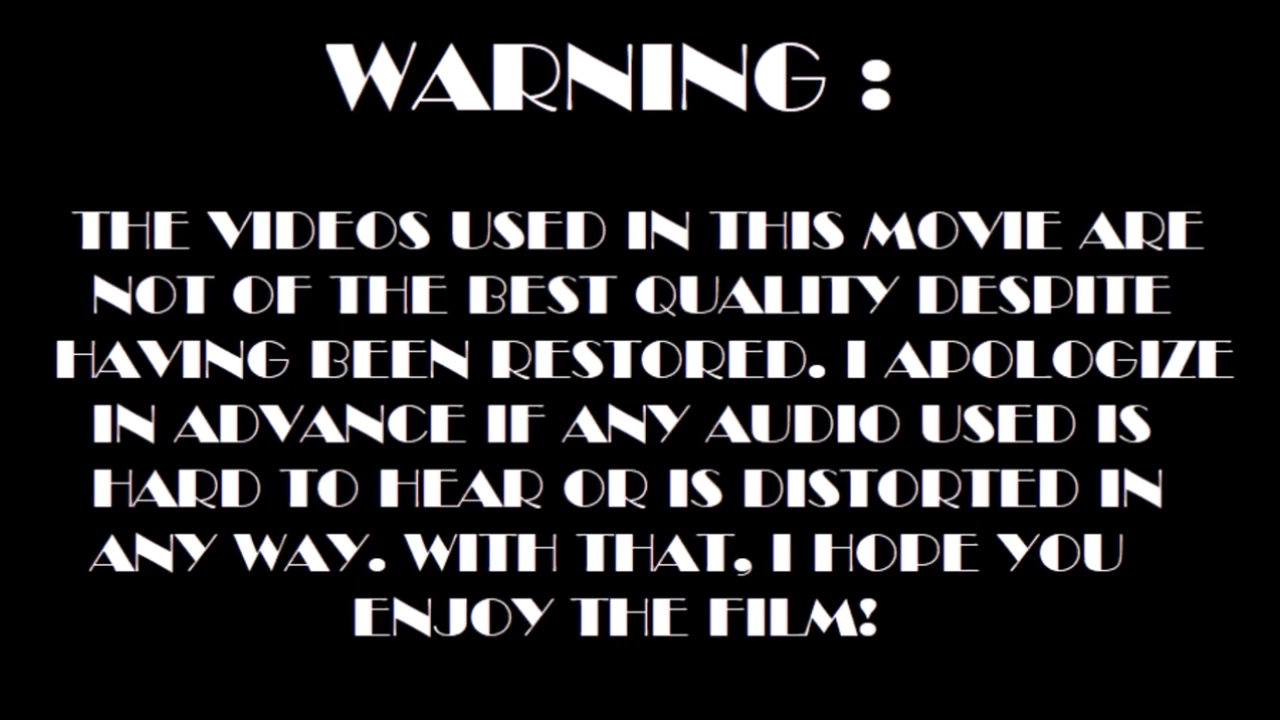 WARNING :
THE VIDEOS USED IN THIS MOVIE ARE
NOT OF THE BEST QUALITY DESPITE
HAVING BEEN RESTORED. I APOLOGIZE
IN ADVANCE IF ANY AUDIO USED IS
HARD TO HEAR OR IS DISTORTED IN
ANY WAY. WITH THAT, I HOPE YOU
ENJOY THE FILM!